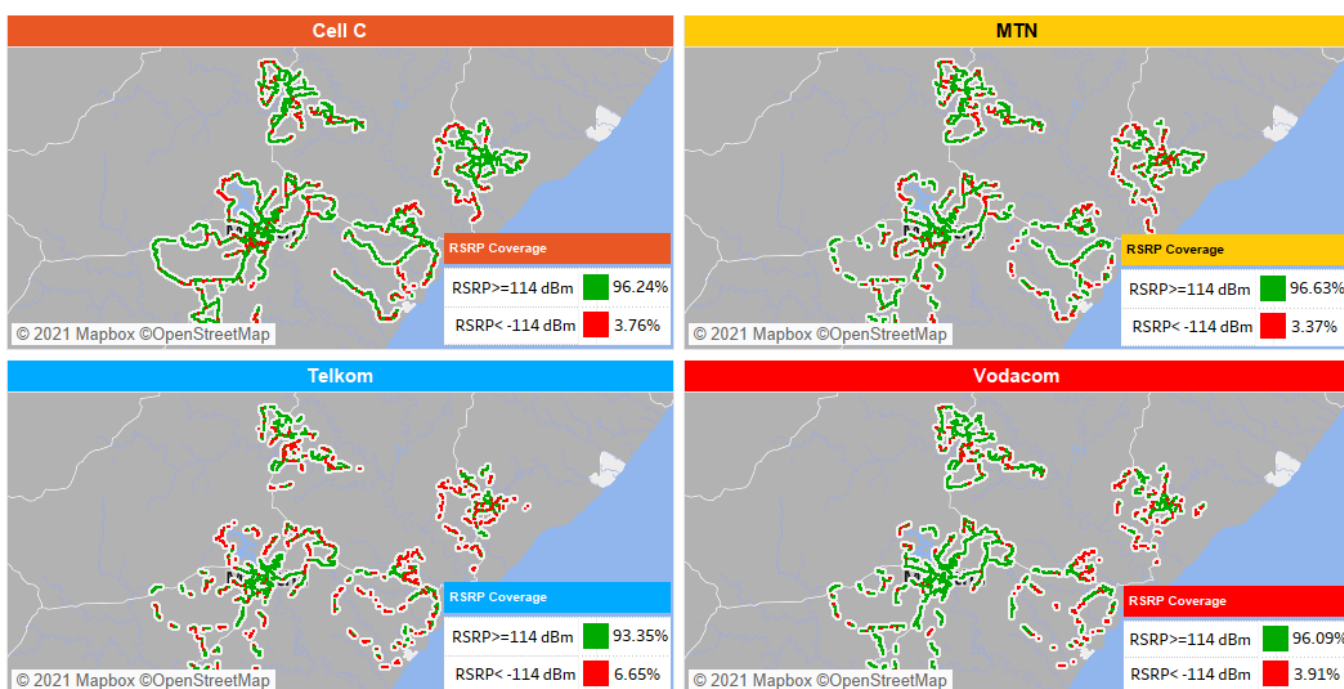 Cell C
RSRP Coverage
RSRP>=114 dBm 96.24%
RSRP< -114 dBm 3.76%
© 2021 Mapbox ©OpenStreetMap
MTN
RSRP Coverage
RSRP>=114 dBm 96.63%
RSRP< -114 dBm 3.37%
© 2021 Mapbox ©OpenStreetMap
Telkom
RSRP Coverage
RSRP>=114 dBm 93.35%
RSRP< -114 dBm 6.65%
© 2021 Mapbox ©OpenStreetMap
Vodacom
RSRP Coverage
RSRP>=114 dBm 96.09%
RSRP< -114 dBm 3.91%
© 2021 Mapbox ©OpenStreetMap